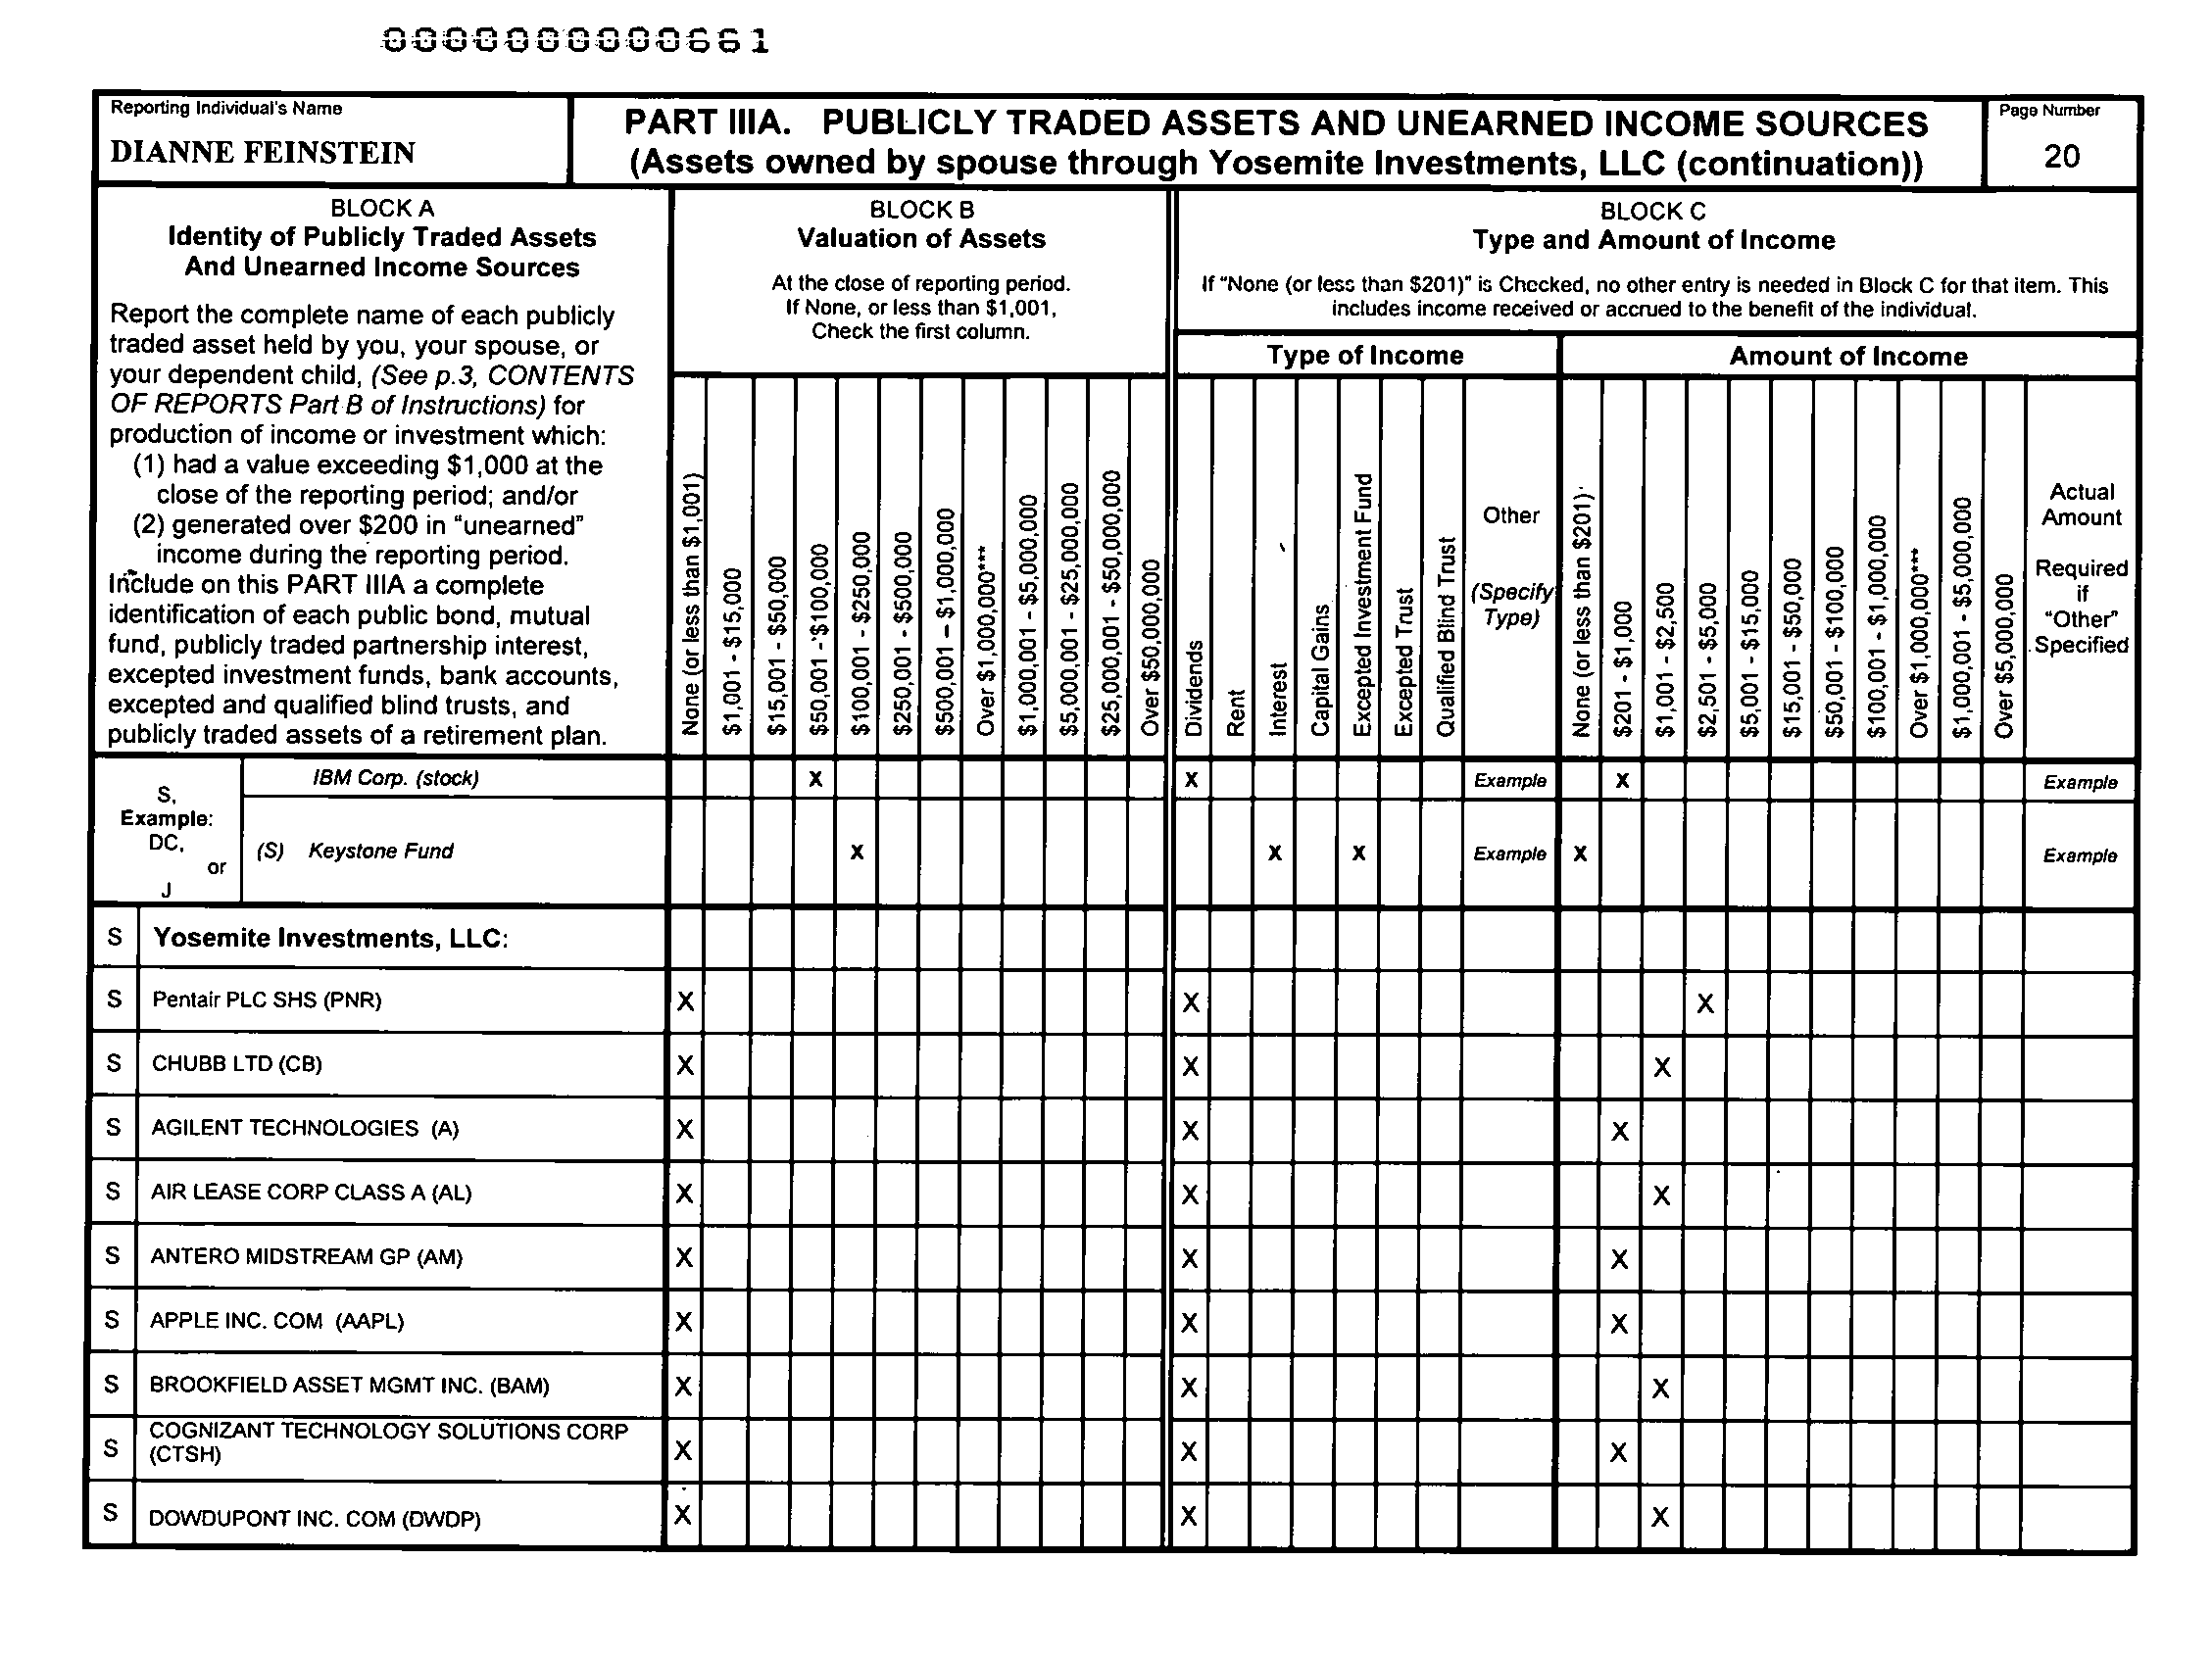 0000000000661
Reporting Individual's Name
DIANNE FEINSTEIN
PART IIIA. PUBLICLY TRADED ASSETS AND UNEARNED INCOME SOURCES
(Assets owned by spouse through Yosemite Investments, LLC (continuation))
Page Number
20
BLOCK A
Identity of Publicly Traded Assets
And Unearned Income Sources
Report the complete name of each publicly
traded asset held by you, your spouse, or
your dependent child, (See p.3, CONTENTS
OF REPORTS Part B of Instructions) for
production of income or investment which:
(1) had a value exceeding $1,000 at the
close of the reporting period; and/or
(2) generated over $200 in "unearned"
income during the reporting period.
Include on this PART IIIA a complete
identification of each public bond, mutual
fund, publicly traded partnership interest,
excepted investment funds, bank accounts,
excepted and qualified blind trusts, and
publicly traded assets of a retirement plan.
BLOCK B
Valuation of Assets
At the close of reporting period.
If None, or less than $1,001,
Check the first column.
None (or less than $1,001)
$1,001 - $15,000
$15,001 - $50,000
$50,001 - $100,000
$100,001 - $250,000
$250,001 - $500,000
$500,001 – $1,000,000
Over $1,000,000***
$1,000,001 - $5,000,000
$5,000,001 - $25,000,000
$25,000,001 - $50,000,000
Over $50,000,000
BLOCK C
Type and Amount of Income
If "None (or less than $201)" is Checked, no other entry is needed in Block C for that item. This
includes income received or accrued to the benefit of the individual.
Type of Income
Dividends
Rent
Interest
Capital Gains
Excepted Investment Fund
Excepted Trust
Qualified Blind Trust
Other
(Specify
Type)
Amount of Income
None (or less than $201)
$201 - $1,000
$1,001 - $2,500
$2,501 - $5,000
$5,001 - $15,000
$15,001 - $50,000
$50,001 - $100,000
$100,001 - $1,000,000
Over $1,000,000***
$1,000,001 - $5,000,000
Over $5,000,000
Actual
Amount
Required
if
"Other"
Specified
S,
Example:
DC,
or
J
IBM Corp. (stock) X X Example X Example
(S) Keystone Fund X X X Example X Example
S Yosemite Investments, LLC:
S Pentair PLC SHS (PNR) X X X
S CHUBB LTD (CB) X X X
S AGILENT TECHNOLOGIES (A) X X X
S AIR LEASE CORP CLASS A (AL) X X X
S ANTERO MIDSTREAM GP (AM) X X X
S APPLE INC. COM (AAPL) X X X
S BROOKFIELD ASSET MGMT INC. (BAM) X X X
COGNIZANT TECHNOLOGY SOLUTIONS CORP
S (CTSH) X X X
S DOWDUPONT INC. COM (DWDP) X X X